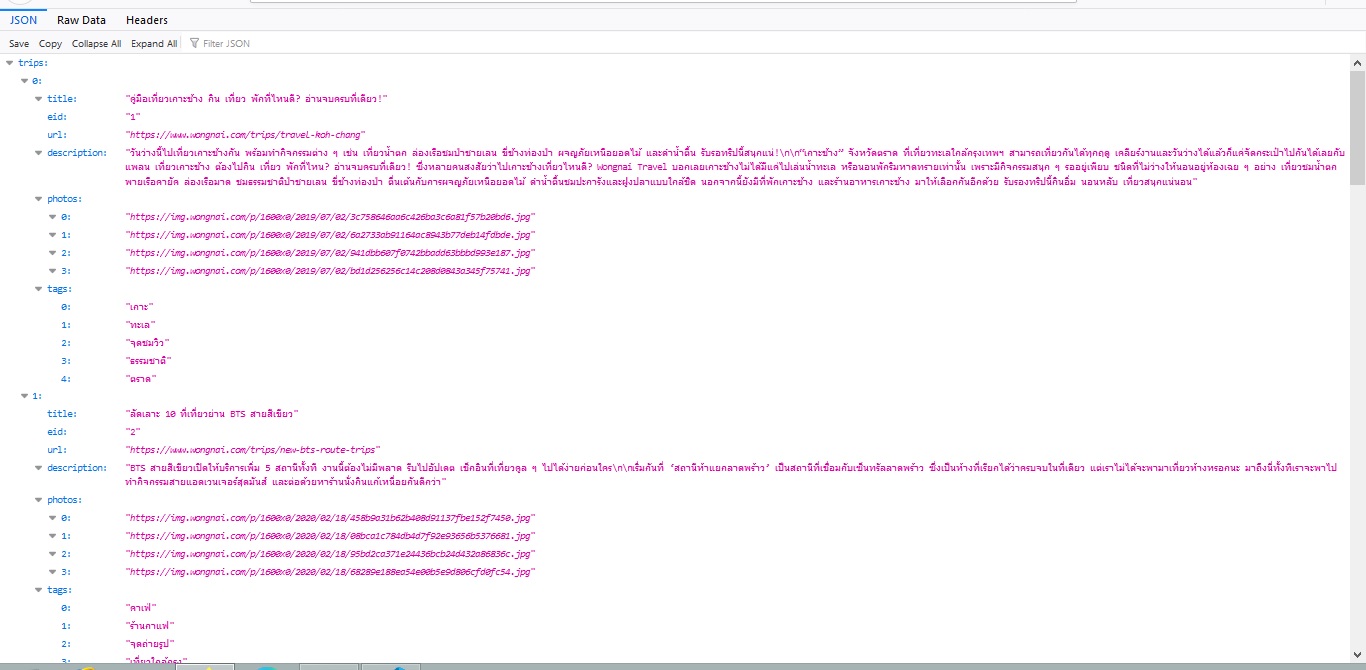 JSON Raw Data Headers
Save Copy Collapse All Expand All Filter JSON
trips:
0:
title: "คู่มือเที่ยวเกาะช้าง กิน เที่ยว พักที่ไหนดี? อ่านจบครบที่เดียว!"
eid: "1"
url: "https://www.wongnai.com/trips/travel-koh-chang"
description: "วันว่างนี้ไปเที่ยวเกาะช้างกัน พร้อมทำกิจกรรมต่าง ๆ เช่น เที่ยวน้ำตก ล่องเรือชมป่าชายเลน ขี่ช้างท่องป่า ผจญภัยเหนือยอดไม้ และดำน้ำตื้น รับรอทริปนี้สนุกแน่!\n\n"เกาะช้าง" จังหวัดตราด ที่เที่ยวทะเลใกล้กรุงเทพฯ สามารถเที่ยวกันได้ทุกฤดู เคลียร์งานและวันว่างได้แล้วก็แค่จัดกระเป๋าไปกันได้เลยกับ
แพลน เที่ยวเกาะช้าง ต้องไปกิน เที่ยว พักที่ไหน? อ่านจบครบที่เดียว! ซึ่งหลายคนสงสัยว่าไปเกาะช้างเที่ยวไหนดี? Wongnai Travel บอกเลยเกาะช้างไม่ได้มีแค่ไปเล่นน้ำทะเล หรือนอนพักริมหาดทรายเท่านั้น เพราะมีกิจกรรมสนุก ๆ รออยู่เพียบ ชนิดที่ไม่ว่างให้นอนอยู่ห้องเฉย ๆ อย่าง เที่ยวชมน้ำตก
พายเรือคายัค ล่องเรือมาด ชมธรรมชาติป่าชายเลน ขี่ช้างท่องป่า ตื่นเต้นกับการผจญภัยเหนือยอดไม้ ดำน้ำตื้นชมปะการังและฝูงปลาแบบใกล้ชิด นอกจากนี้ยังมีที่พักเกาะช้าง และร้านอาหารเกาะช้าง มาให้เลือกกันอีกด้วย รับรองทริปนี้กินอิ่ม นอนหลับ เที่ยวสนุกแน่นอน"
photos:
0: "https://img.wongnai.com/p/1600x0/2019/07/02/3c758646aa6c426ba3c6a81f57b20bd6.jpg"
1: "https://img.wongnai.com/p/1600x0/2019/07/02/6a2733ab91164ac8943b77deb14fdbde.jpg"
2: "https://img.wongnai.com/p/1600x0/2019/07/02/941dbb607f0742bbadd63bbbd993e187.jpg"
3: "https://img.wongnai.com/p/1600x0/2019/07/02/bd1d256256c14c208d0843a345f75741.jpg"
tags:
0: "เกาะ"
1: "ทะเล"
2: "จุดชมวิว"
3: "ธรรมชาติ"
4: "ตราด"
1:
title: "ลัดเลาะ 10 ที่เที่ยวย่าน BTS สายสีเขียว"
eid: "2"
url: "https://www.wongnai.com/trips/new-bts-route-trips"
description: "BTS สายสีเขียวเปิดให้บริการเพิ่ม 5 สถานีทั้งที งานนี้ต้องไม่มีพลาด รับไปอัปเดต เช็กอินที่เที่ยวคูล ๆ ไปได้ง่ายก่อนใคร\n\nเริ่มกันที่ 'สถานีห้าแยกลาดพร้าว' เป็นสถานีที่เชื่อมกับเซ็นทรัลลาดพร้าว ซึ่งเป็นห้างที่เรียกได้ว่าครบจบในที่เดียว แต่เราไม่ได้จะพามาเที่ยวห้างหรอกนะ มาถึงนี่ทั้งทีเราจะพาไป
ทำกิจกรรมสายแอดเวนเจอร์สุดมันส์ และต่อด้วยหาร้านนั่งกินแก้เหนื่อยกันดีกว่า"
photos:
0: "https://img.wongnai.com/p/1600x0/2020/02/18/458b9a31b62b408d91137fbe152f7450.jpg"
1: "https://img.wongnai.com/p/1600x0/2020/02/18/08bca1c784db4d7f92e93656b5376681.jpg"
2: "https://img.wongnai.com/p/1600x0/2020/02/18/95bd2ca371e24436bcb24d432a86836c.jpg"
3: "https://img.wongnai.com/p/1600x0/2020/02/18/68289e188ea54e00b5e9d806cfd0fc54.jpg"
tags:
0: "คาเฟ่"
1: "ร้านกาแฟ"
2: "จุดถ่ายรูป"
3: "เที่ยวใกล้กรุง"